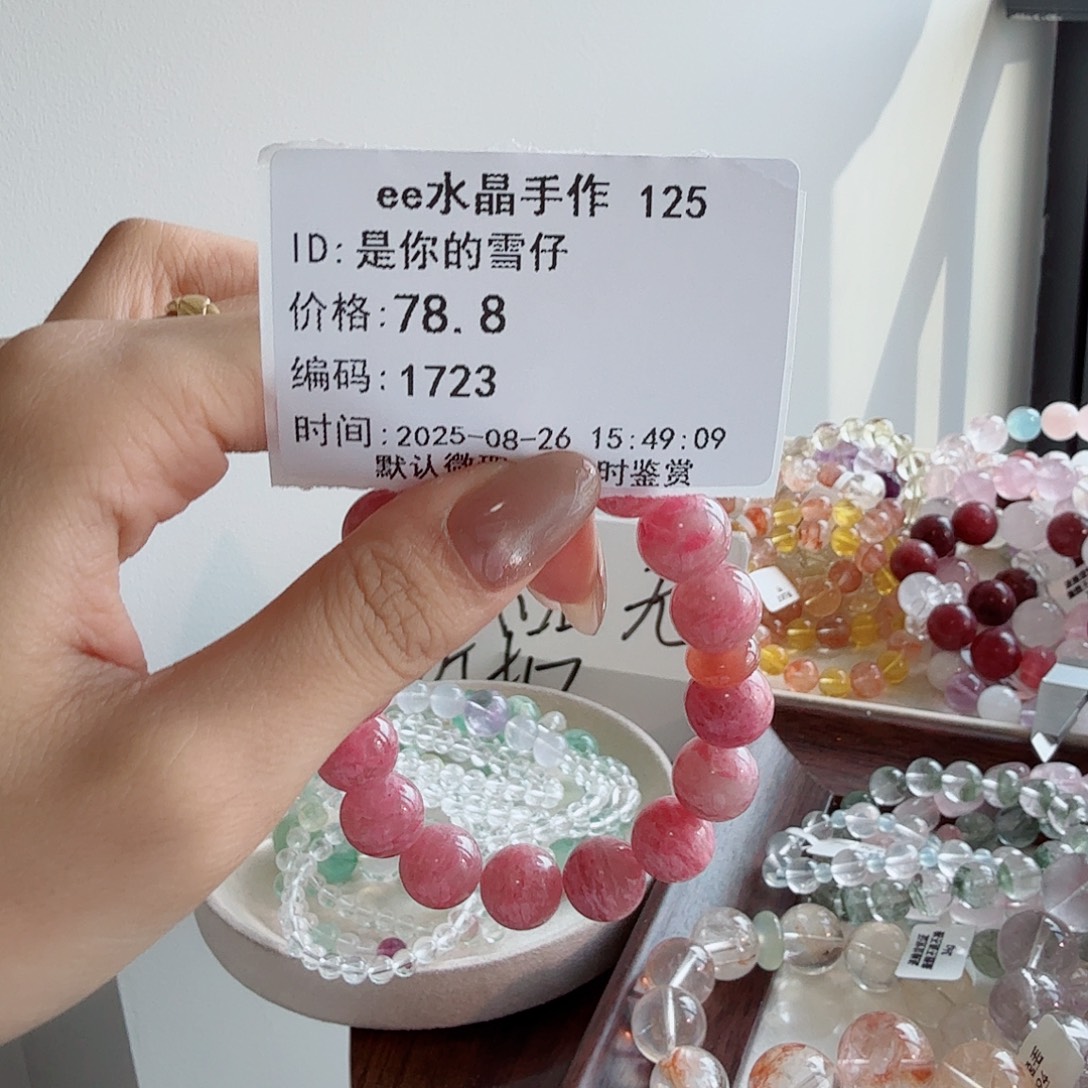 ee水晶手作 125
ID:是你的雪仔
价格:78.8
编码:1723
时间:2025-08-26 15:49:09
默认微 时鉴赏
无